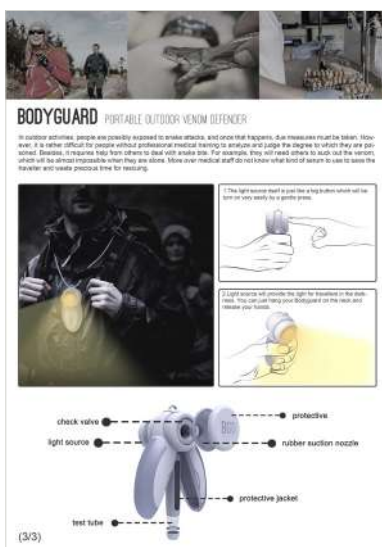 BODYGUARD PORTABLE OUTDOOR VENOM DEFENDER
In outdoor activities, people are possibly exposed to snake attacks, and once that happens, due measures must be taken. How-
ever, it is rather difficult for people without professional medical training to analyze and judge the degree to which they are poi-
soned. Besides, it requires help from others to deal with snake bite. For example, they will need others to suck out the venom,
which will be almost impossible when they are alone. More over medical staff do not know what kind of serum to use to save the
traveller and waste precious time for rescuing.
1 The light source itself is just like a big button which will be
turn on very easily by a gentle press.
2 Light source will provide the light for travellers in the dark-
ness. You can just hang your Bodyguard on the neck and
release your hands.
check valve
protective
light source
rubber suction nozzle
protective jacket
test tube
(3/3)